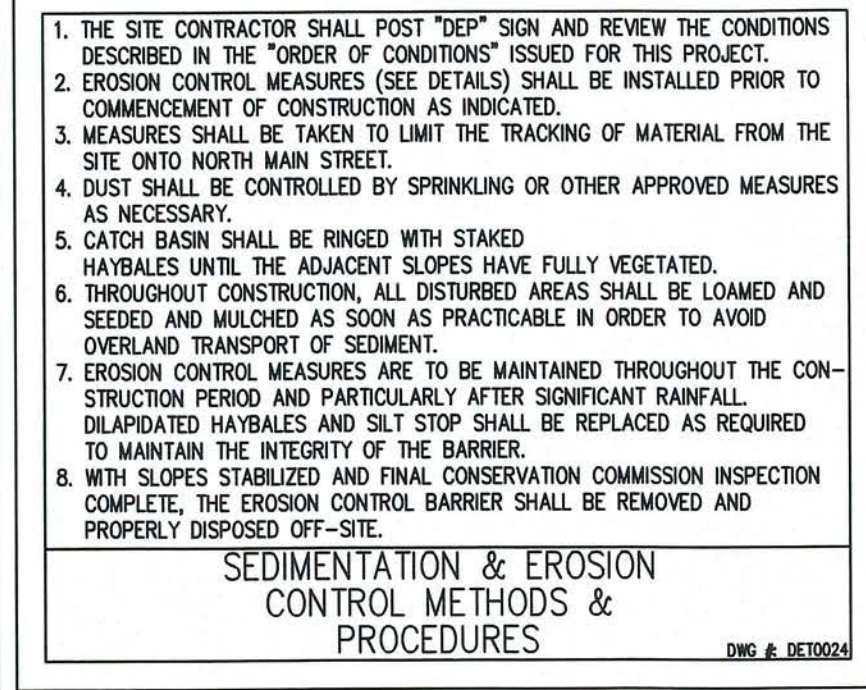 1. THE SITE CONTRACTOR SHALL POST "DEP" SIGN AND REVIEW THE CONDITIONS
DESCRIBED IN THE "ORDER OF CONDITIONS" ISSUED FOR THIS PROJECT.
2. EROSION CONTROL MEASURES (SEE DETAILS) SHALL BE INSTALLED PRIOR TO
COMMENCEMENT OF CONSTRUCTION AS INDICATED.
3. MEASURES SHALL BE TAKEN TO LIMIT THE TRACKING OF MATERIAL FROM THE
SITE ONTO NORTH MAIN STREET.
4. DUST SHALL BE CONTROLLED BY SPRINKLING OR OTHER APPROVED MEASURES
AS NECESSARY.
5. CATCH BASIN SHALL BE RINGED WITH STAKED
HAYBALES UNTIL THE ADJACENT SLOPES HAVE FULLY VEGETATED.
6. THROUGHOUT CONSTRUCTION, ALL DISTURBED AREAS SHALL BE LOAMED AND
SEEDED AND MULCHED AS SOON AS PRACTICABLE IN ORDER TO AVOID
OVERLAND TRANSPORT OF SEDIMENT.
7. EROSION CONTROL MEASURES ARE TO BE MAINTAINED THROUGHOUT THE CON-
STRUCTION PERIOD AND PARTICULARLY AFTER SIGNIFICANT RAINFALL.
DILAPIDATED HAYBALES AND SILT STOP SHALL BE REPLACED AS REQUIRED
TO MAINTAIN THE INTEGRITY OF THE BARRIER.
8. WITH SLOPES STABILIZED AND FINAL CONSERVATION COMMISSION INSPECTION
COMPLETE, THE EROSION CONTROL BARRIER SHALL BE REMOVED AND
PROPERLY DISPOSED OFF-SITE.
SEDIMENTATION & EROSION
CONTROL METHODS &
PROCEDURES
DWG #: DET0024